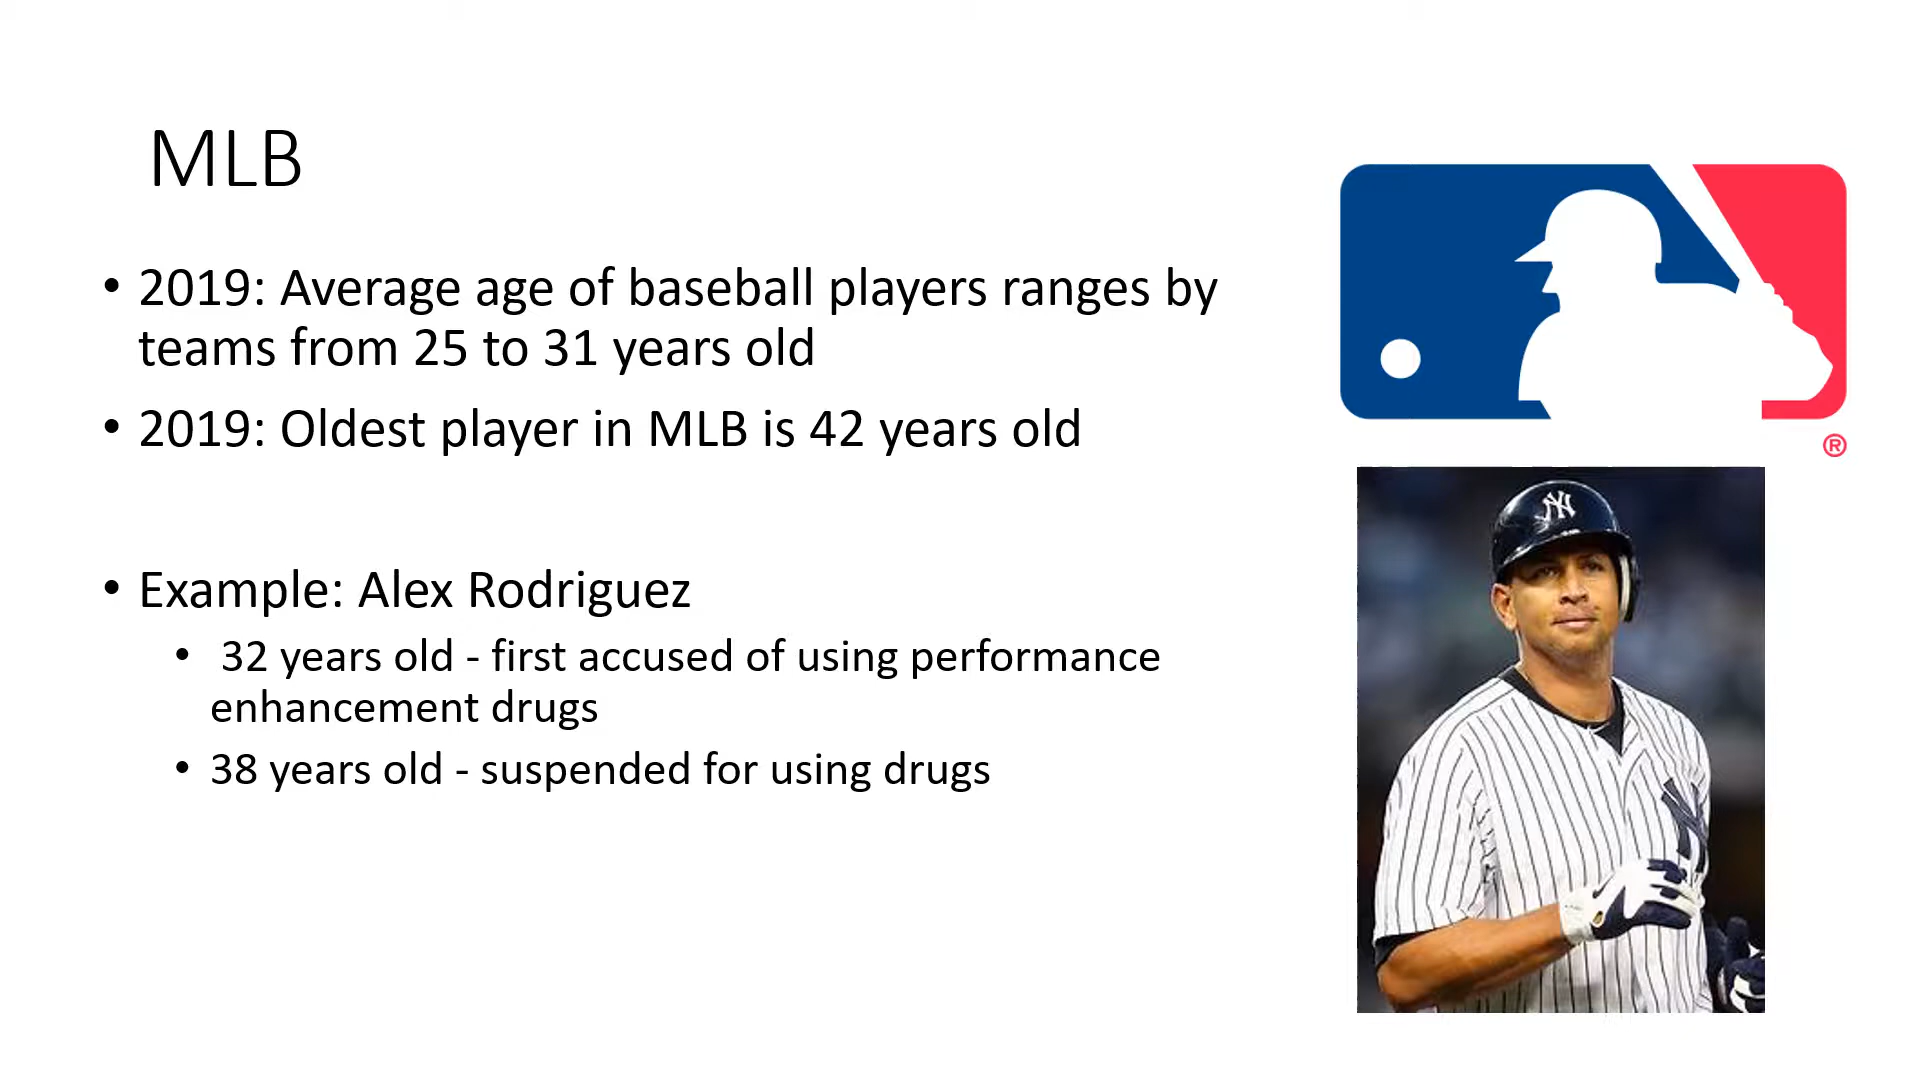 MLB
• 2019: Average age of baseball players ranges by
teams from 25 to 31 years old
• 2019: Oldest player in MLB is 42 years old
• Example: Alex Rodriguez
• 32 years old - first accused of using performance
enhancement drugs
• 38 years old - suspended for using drugs
®
NY
NY